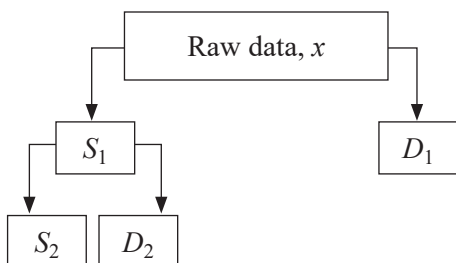 Raw data, x
S₁
D₁
S₂
D₂